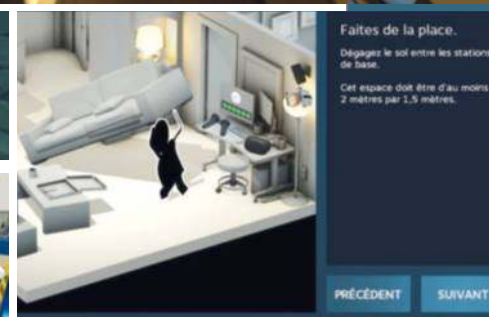 Faites de la place.
Dégagez le sol entre les stations
de base.
Cet espace doit être d'au moins
2 mètres par 1,5 mètres.
PRÉCÉDENT
SUIVANT